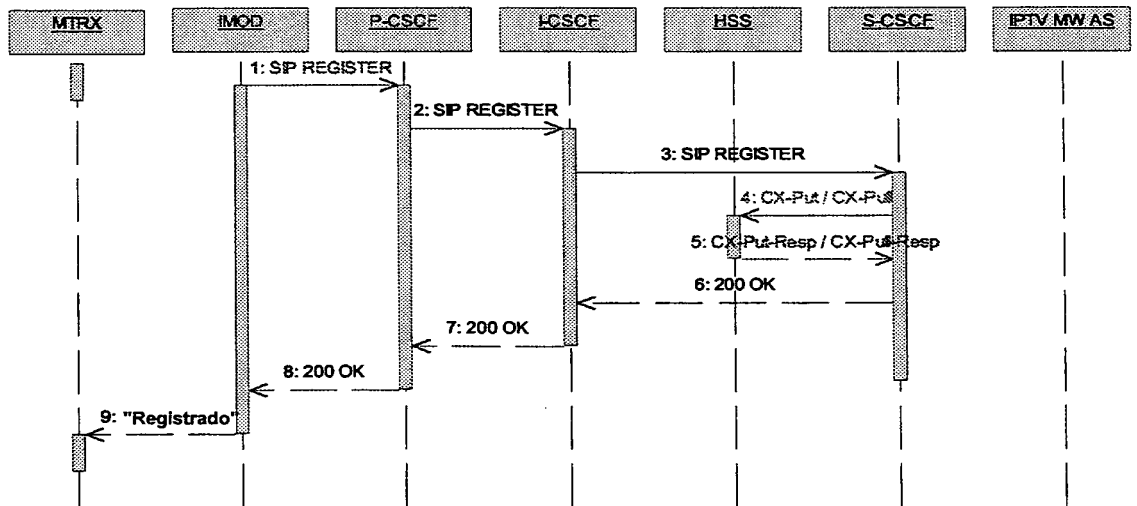 MTRX
IMOD
P-CSCF
I-CSCF
HSS
S-CSCF
IPTV MW AS
1: SIP REGISTER
2: SIP REGISTER
3: SIP REGISTER
4: CX-Put / CX-Pull
5: CX-Put-Resp / CX-Pull-Resp
6: 200 OK
7: 200 OK
8: 200 OK
9: "Registrado"